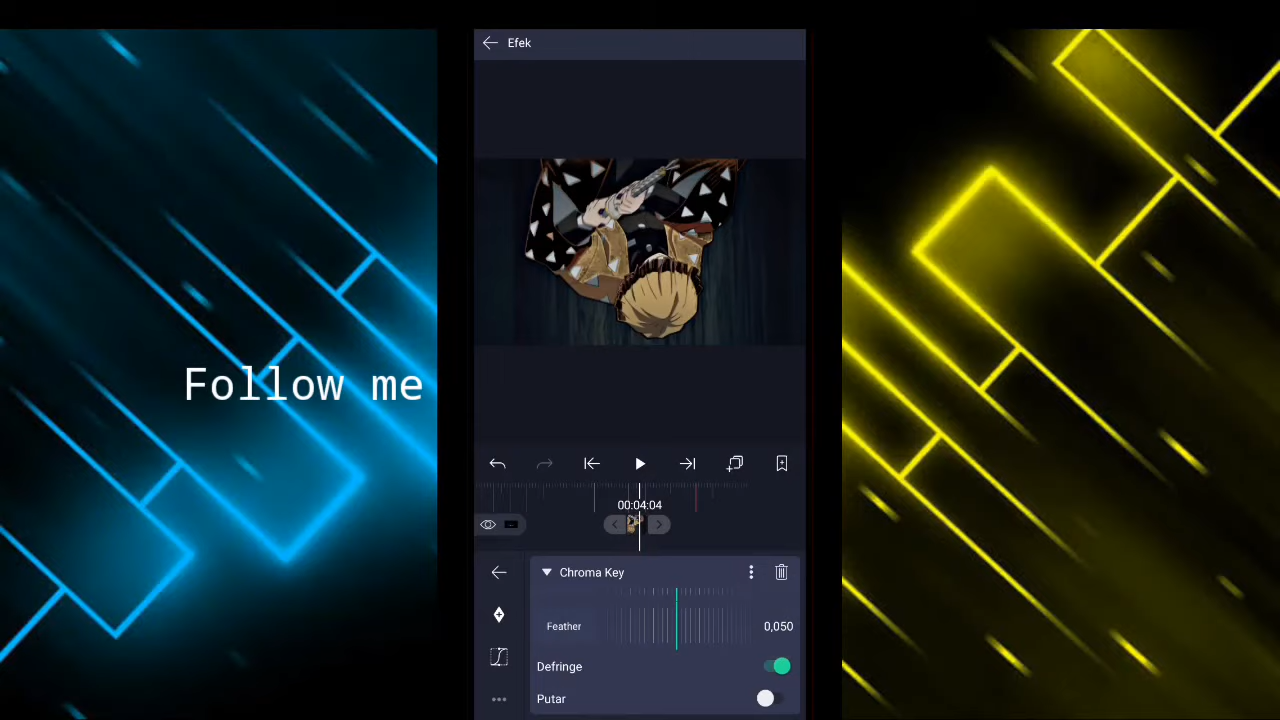 Efek
Follow me
00:04:04
Chroma Key
Feather 0,050
Defringe
Putar